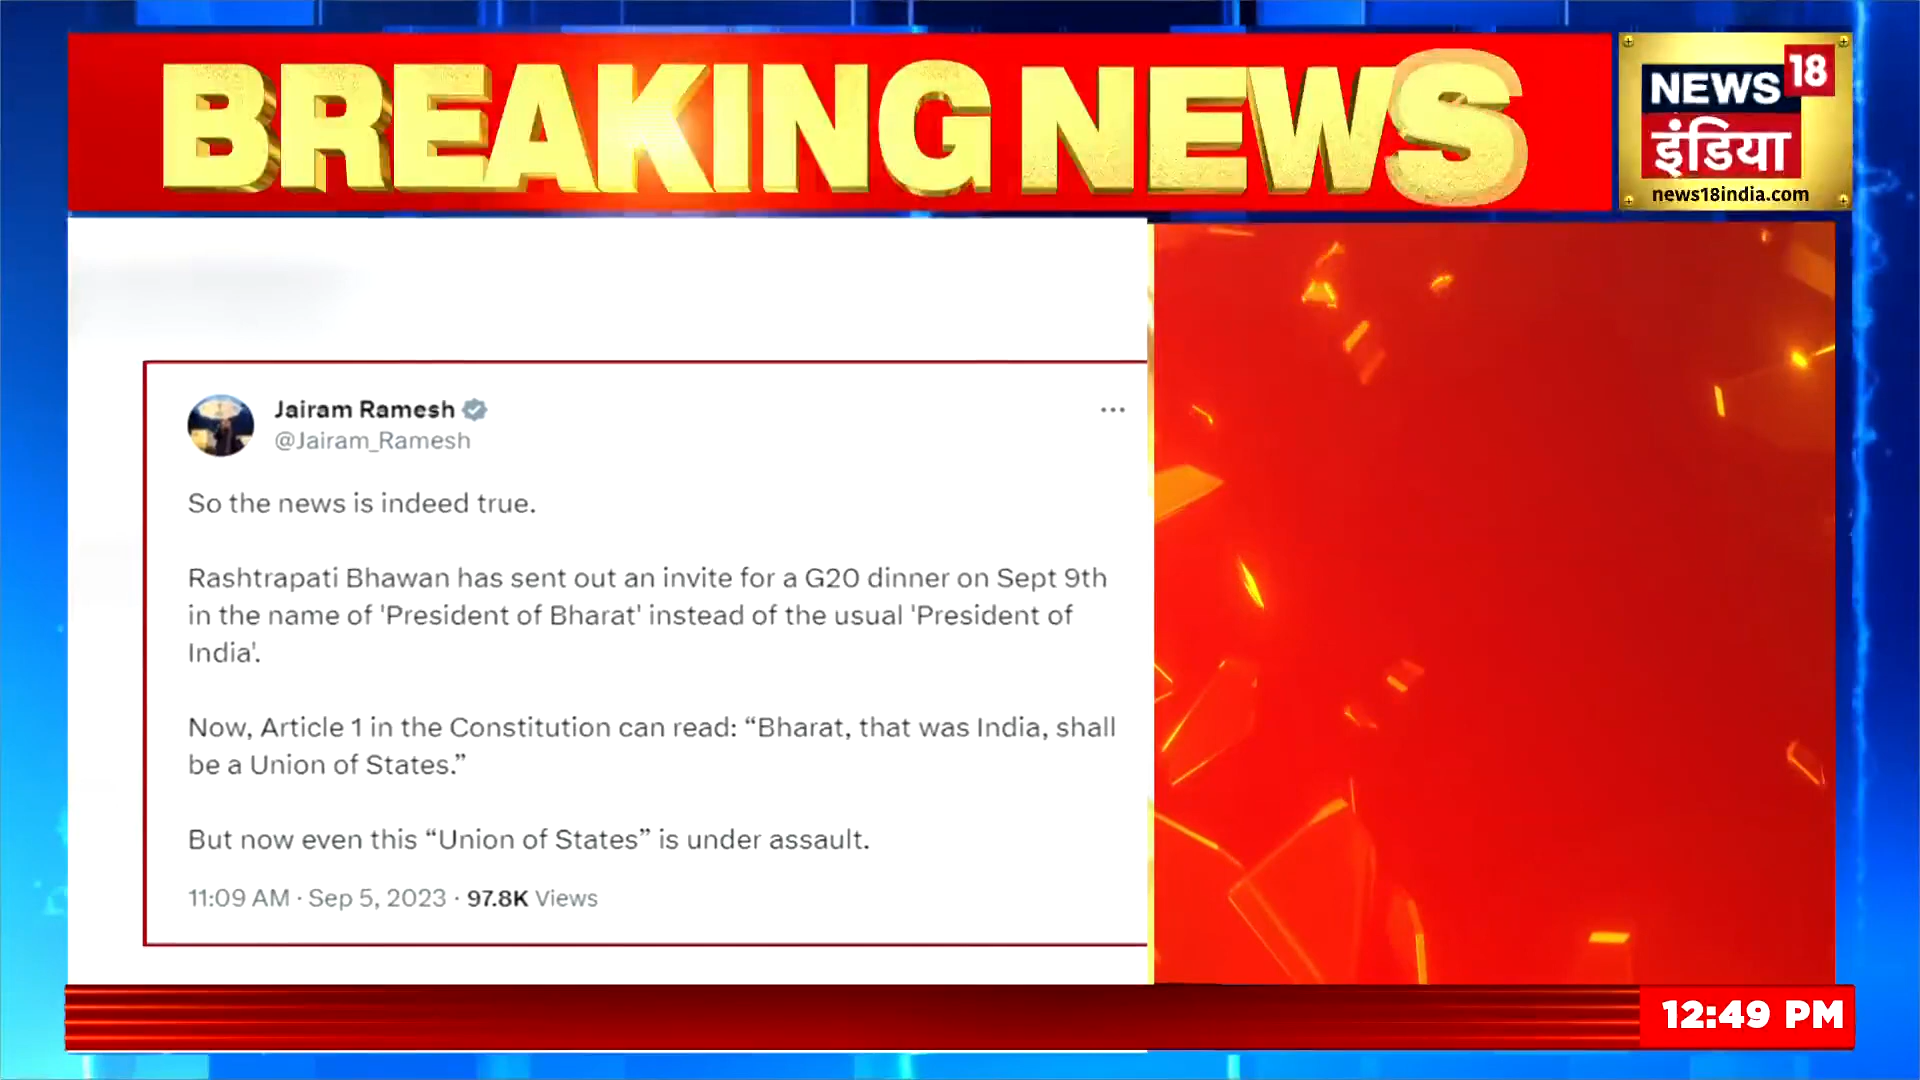 BREAKING NEWS
NEWS 18
इंडिया
news18india.com
Jairam Ramesh
@Jairam_Ramesh
So the news is indeed true.
Rashtrapati Bhawan has sent out an invite for a G20 dinner on Sept 9th
in the name of 'President of Bharat' instead of the usual 'President of
India'.
Now, Article 1 in the Constitution can read: “Bharat, that was India, shall
be a Union of States.”
But now even this “Union of States” is under assault.
11:09 AM · Sep 5, 2023 · 97.8K Views
12:49 PM